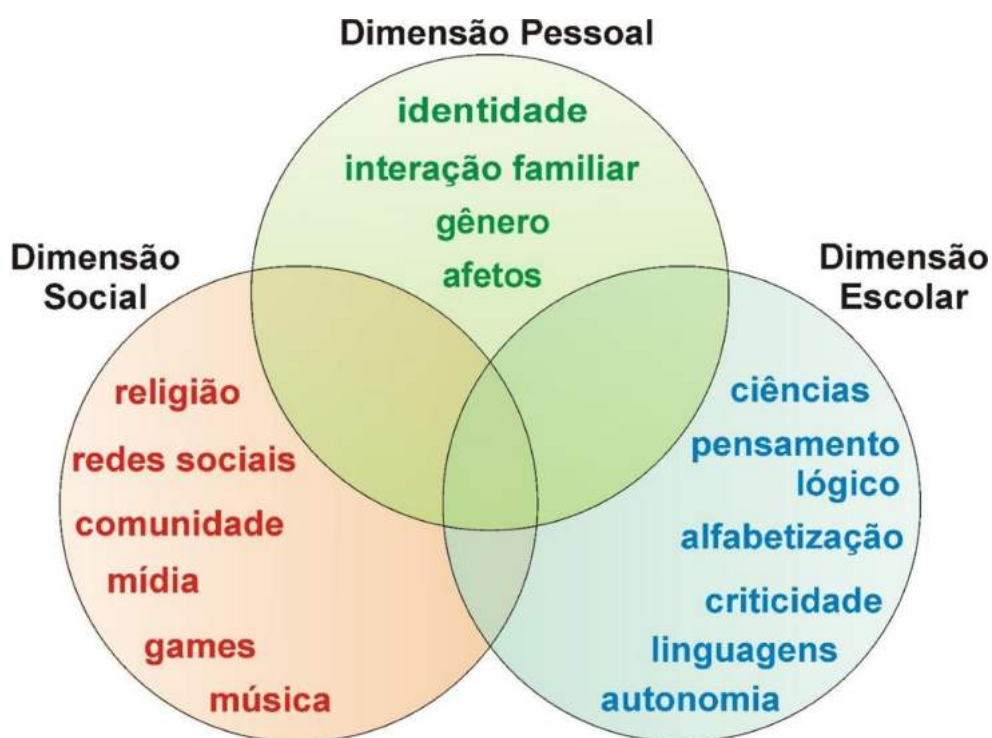 Dimensão Pessoal
identidade
interação familiar
gênero
afetos
Dimensão
Social
religião
redes sociais
comunidade
mídia
games
música
Dimensão
Escolar
ciências
pensamento
lógico
alfabetização
criticidade
linguagens
autonomia